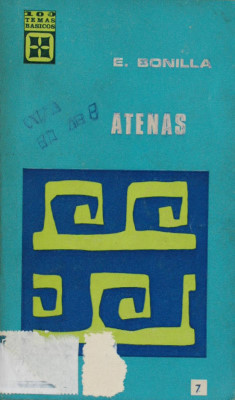 100
TEMAS
BASICOS
E. BONILLA
ATENAS
7